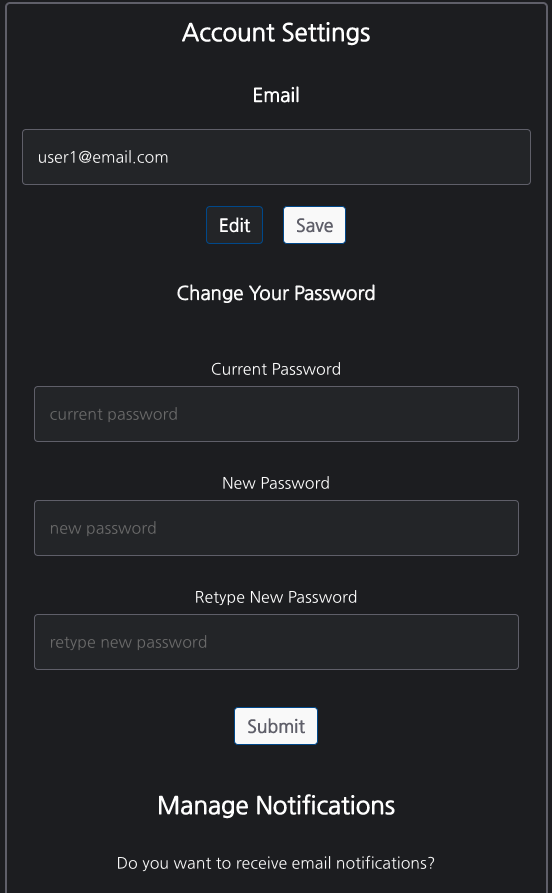 Account Settings
Email
user1@email.com
Edit Save
Change Your Password
Current Password
current password
New Password
new password
Retype New Password
retype new password
Submit
Manage Notifications
Do you want to receive email notifications?